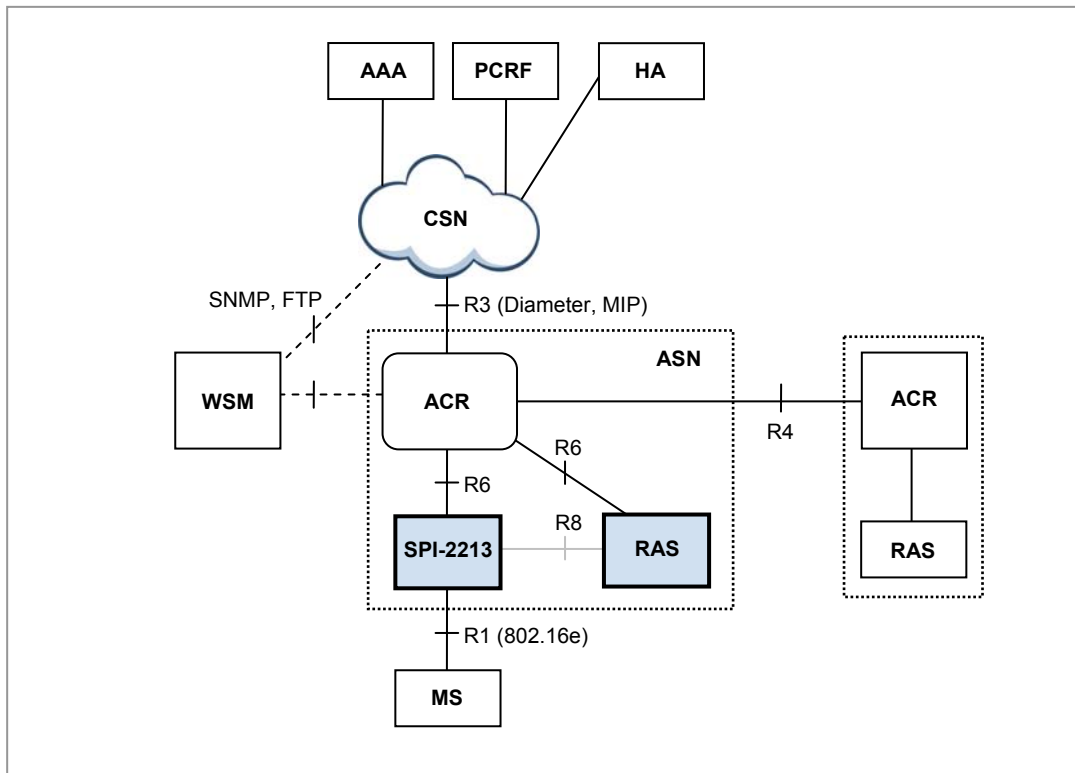 AAA
PCRF
HA
CSN
SNMP, FTP
R3 (Diameter, MIP)
ASN
WSM
ACR
ACR
R4
R6
R6
R8
SPI-2213
RAS
RAS
R1 (802.16e)
MS